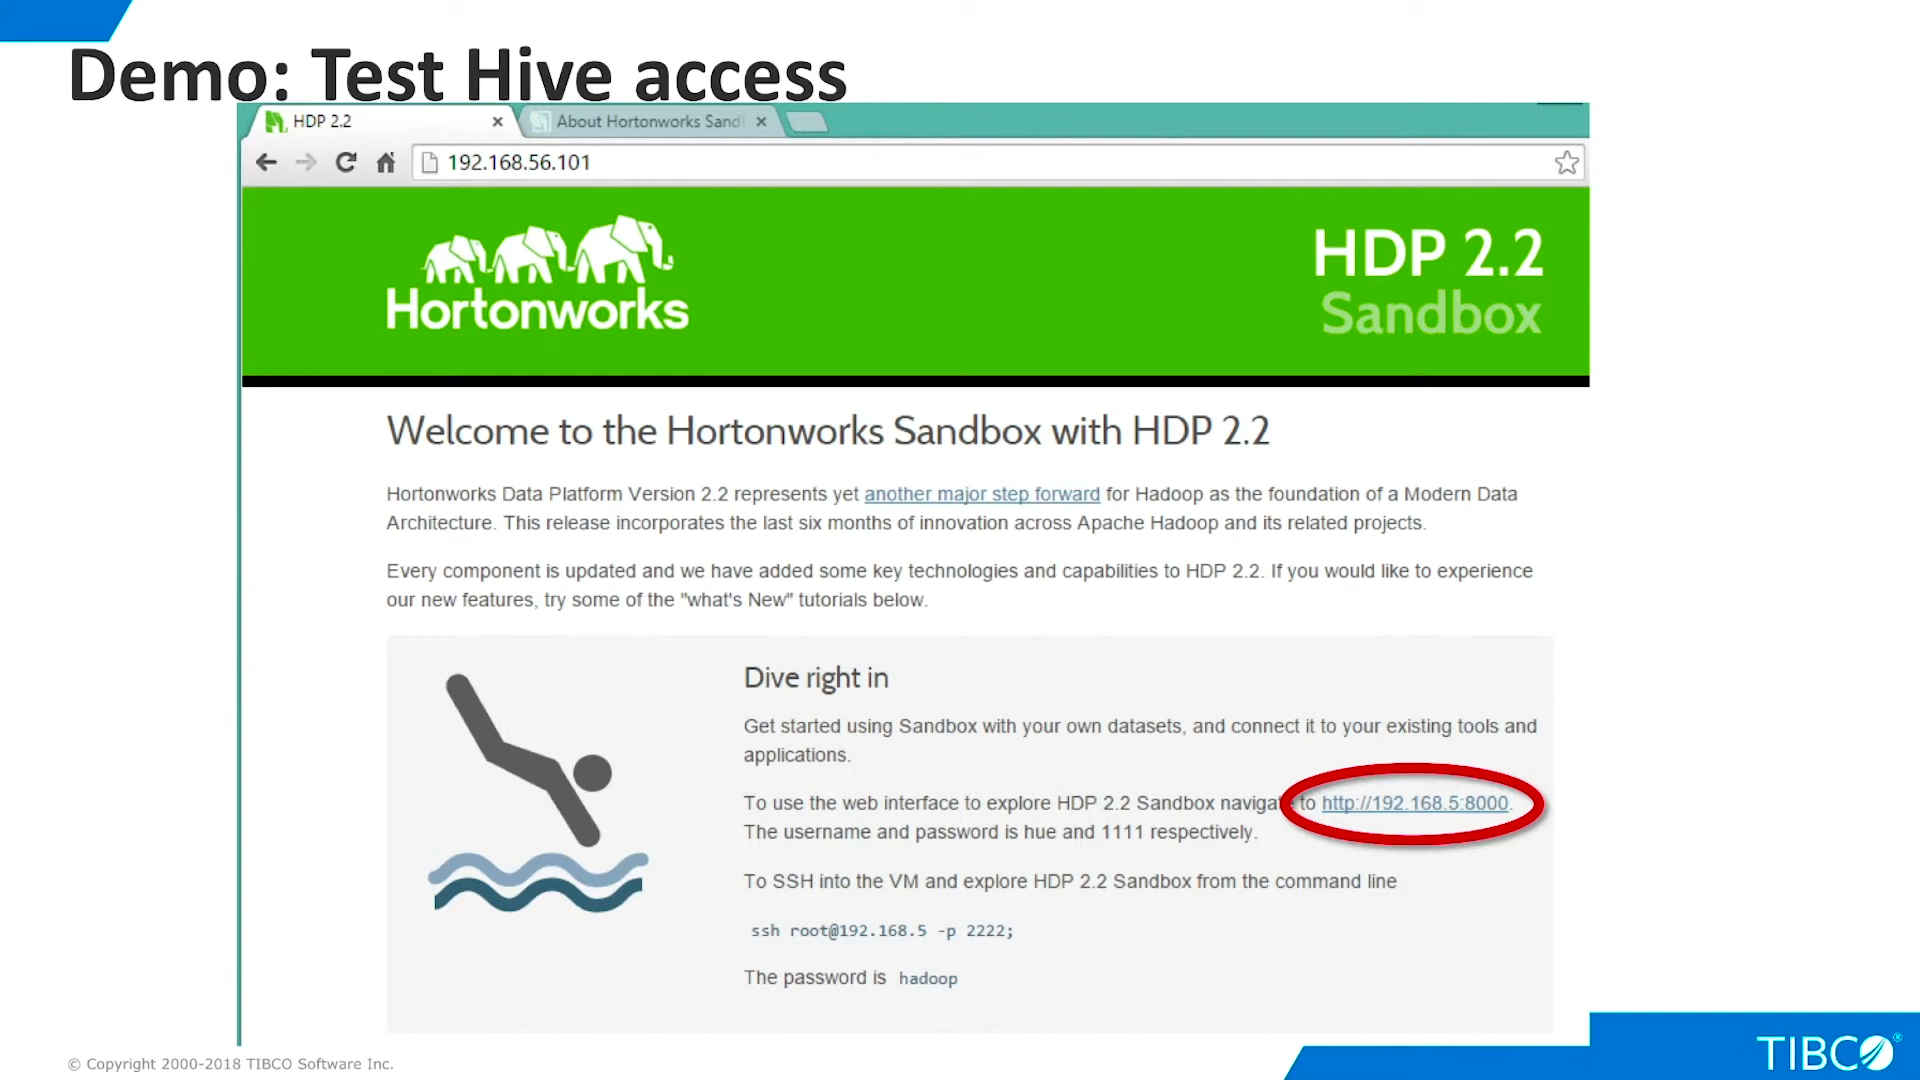 Demo: Test Hive access
HDP 2.2
About Hortonworks Sand
192.168.56.101
Hortonworks
HDP 2.2
Sandbox
Welcome to the Hortonworks Sandbox with HDP 2.2
Hortonworks Data Platform Version 2.2 represents yet another major step forward for Hadoop as the foundation of a Modern Data
Architecture. This release incorporates the last six months of innovation across Apache Hadoop and its related projects.
Every component is updated and we have added some key technologies and capabilities to HDP 2.2. If you would like to experience
our new features, try some of the "what's New" tutorials below.
Dive right in
Get started using Sandbox with your own datasets, and connect it to your existing tools and
applications.
To use the web interface to explore HDP 2.2 Sandbox navigate to http://192.168.5:8000.
The username and password is hue and 1111 respectively.
To SSH into the VM and explore HDP 2.2 Sandbox from the command line
ssh root@192.168.5 -p 2222;
The password is hadoop
© Copyright 2000-2018 TIBCO Software Inc.
TIBCO®